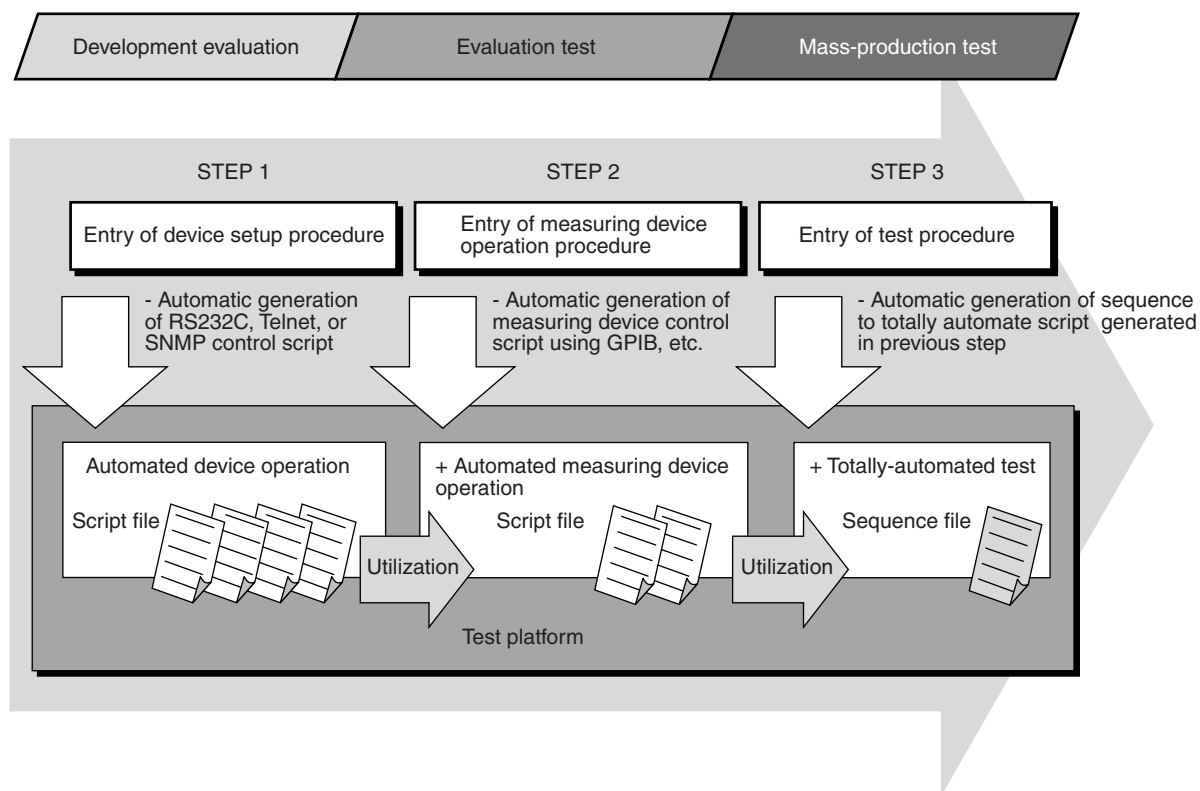 Development evaluation
Evaluation test
Mass-production test
STEP 1
STEP 2
STEP 3
Entry of device setup procedure
Entry of measuring device
operation procedure
Entry of test procedure
- Automatic generation
of RS232C, Telnet, or
SNMP control script
- Automatic generation of
measuring device control
script using GPIB, etc.
- Automatic generation of sequence
to totally automate script generated
in previous step
Automated device operation
Script file
Utilization
+ Automated measuring device
operation
Script file
Utilization
+ Totally-automated test
Sequence file
Test platform